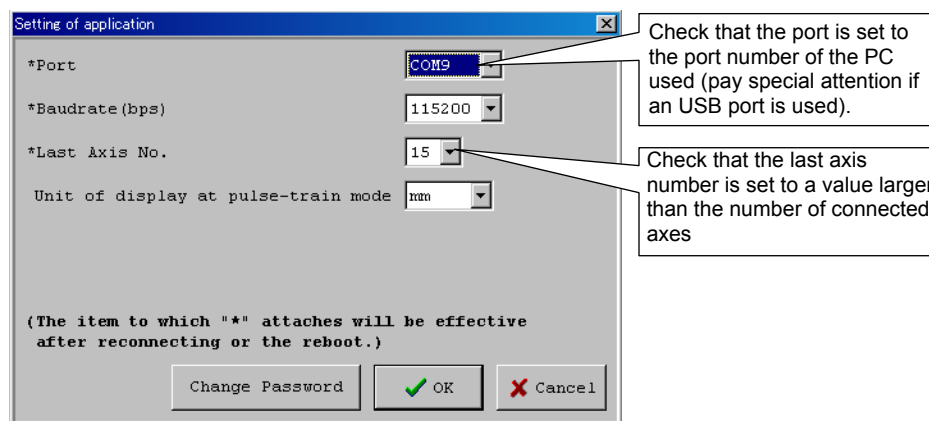 Setting of application
*Port
COM9
*Baudrate(bps)
115200
*Last Axis No.
15
Unit of display at pulse-train mode
mm
(The item to which "*" attaches will be effective
after reconnecting or the reboot.)
Change Password
OK
Cancel
Check that the port is set to
the port number of the PC
used (pay special attention if
an USB port is used).
Check that the last axis
number is set to a value larger
than the number of connected
axes